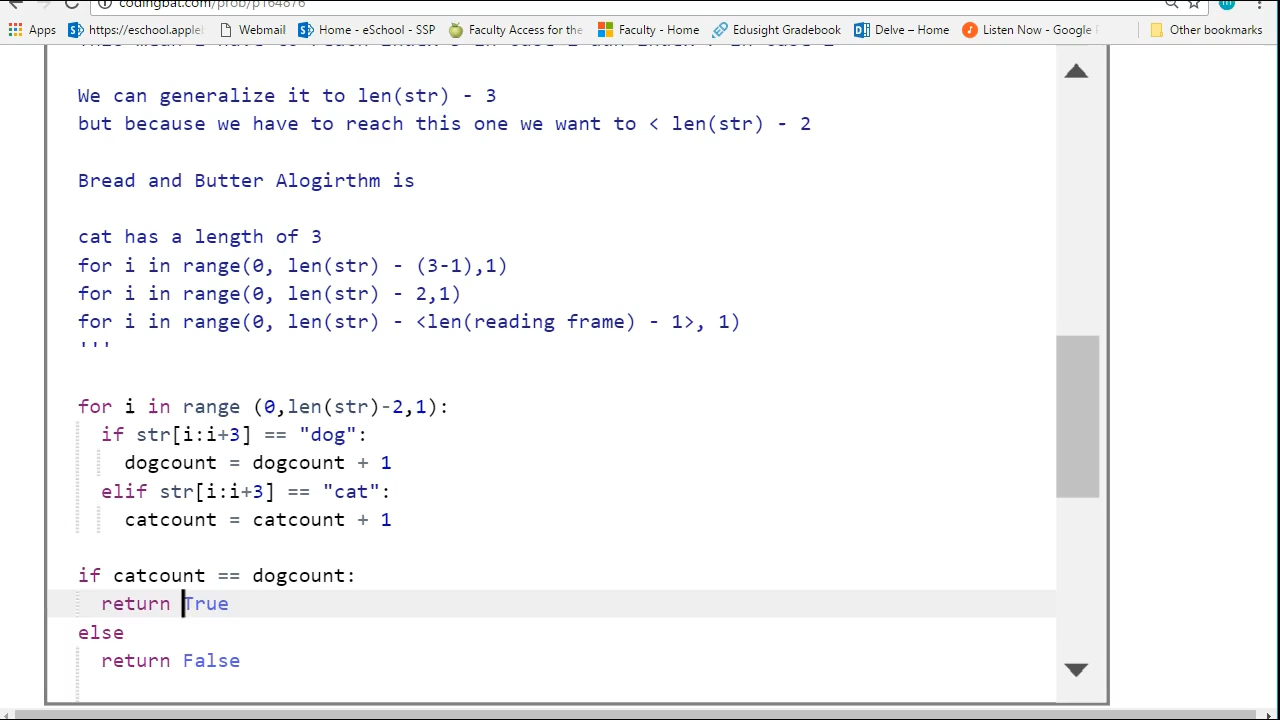 codingbat.com/prob/p164876
Apps https://eschool.apple Webmail Home - eSchool - SSP Faculty Access for the Faculty - Home Edusight Gradebook Delve – Home Listen Now - Google Other bookmarks
We can generalize it to len(str) - 3
but because we have to reach this one we want to < len(str) - 2
Bread and Butter Alogirthm is
cat has a length of 3
for i in range(0, len(str) - (3-1),1)
for i in range(0, len(str) - 2,1)
for i in range(0, len(str) - <len(reading frame) - 1>, 1)
'''
for i in range (0,len(str)-2,1):
if str[i:i+3] == "dog":
dogcount = dogcount + 1
elif str[i:i+3] == "cat":
catcount = catcount + 1
if catcount == dogcount:
return True
else
return False